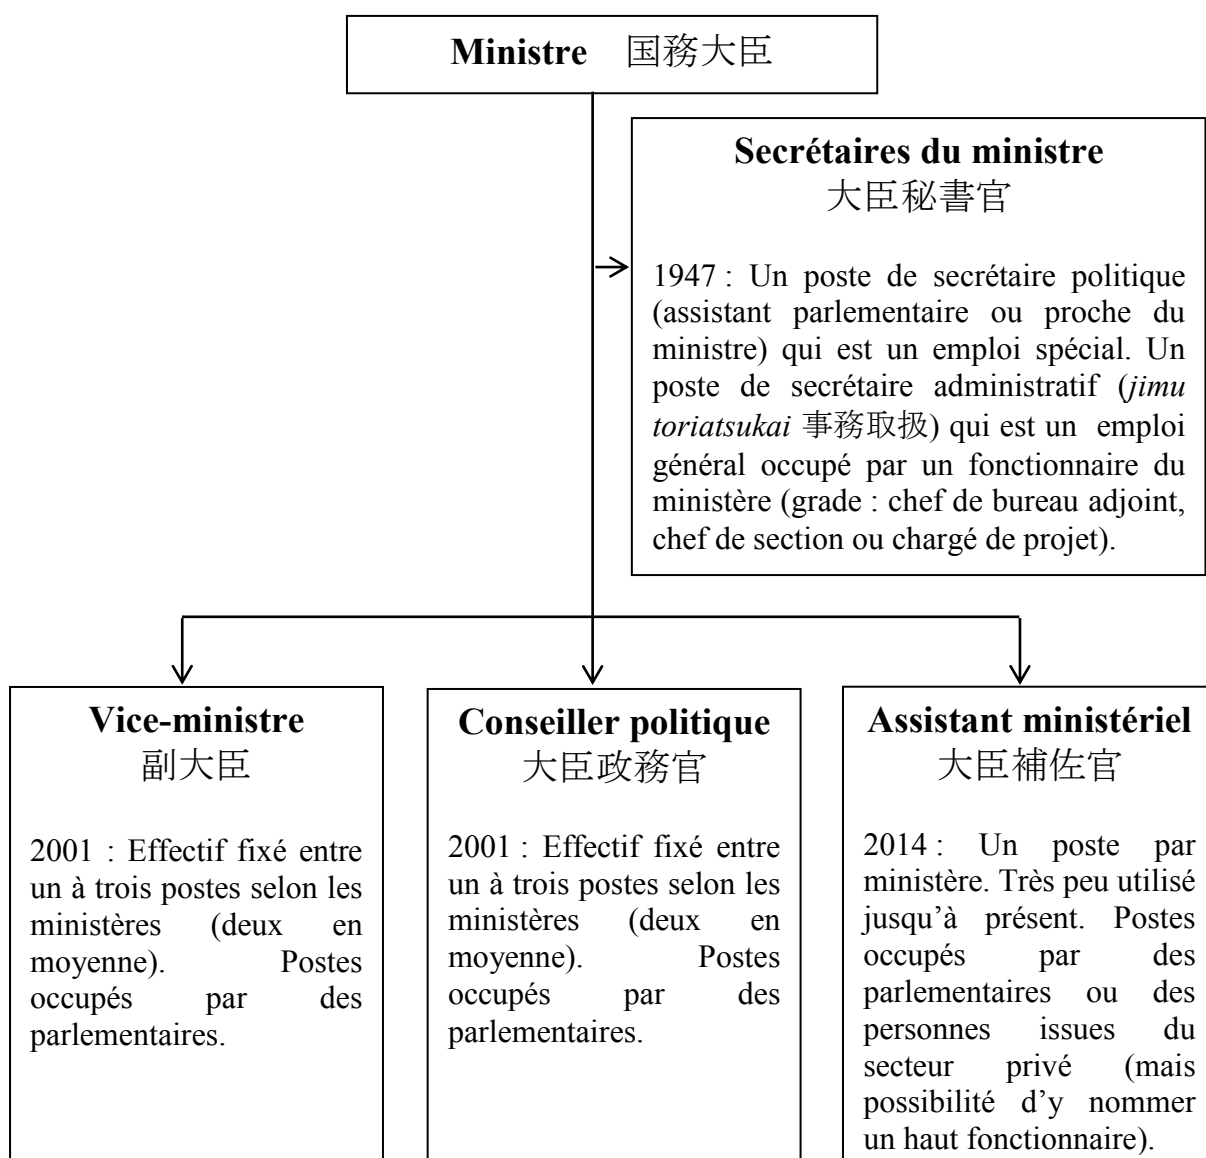 Ministre 国務大臣
Secrétaires du ministre
大臣秘書官
1947 : Un poste de secrétaire politique
(assistant parlementaire ou proche du
ministre) qui est un emploi spécial. Un
poste de secrétaire administratif (jimu
toriatsukai 事務取扱) qui est un emploi
général occupé par un fonctionnaire du
ministère (grade : chef de bureau adjoint,
chef de section ou chargé de projet).
Vice-ministre
副大臣
2001 : Effectif fixé entre
un à trois postes selon les
ministères (deux en
moyenne). Postes
occupés par des
parlementaires.
Conseiller politique
大臣政務官
2001 : Effectif fixé entre
un à trois postes selon les
ministères (deux en
moyenne). Postes
occupés par des
parlementaires.
Assistant ministériel
大臣補佐官
2014 : Un poste par
ministère. Très peu utilisé
jusqu’à présent. Postes
occupés par des
parlementaires ou des
personnes issues du
secteur privé (mais
possibilité d’y nommer
un haut fonctionnaire).